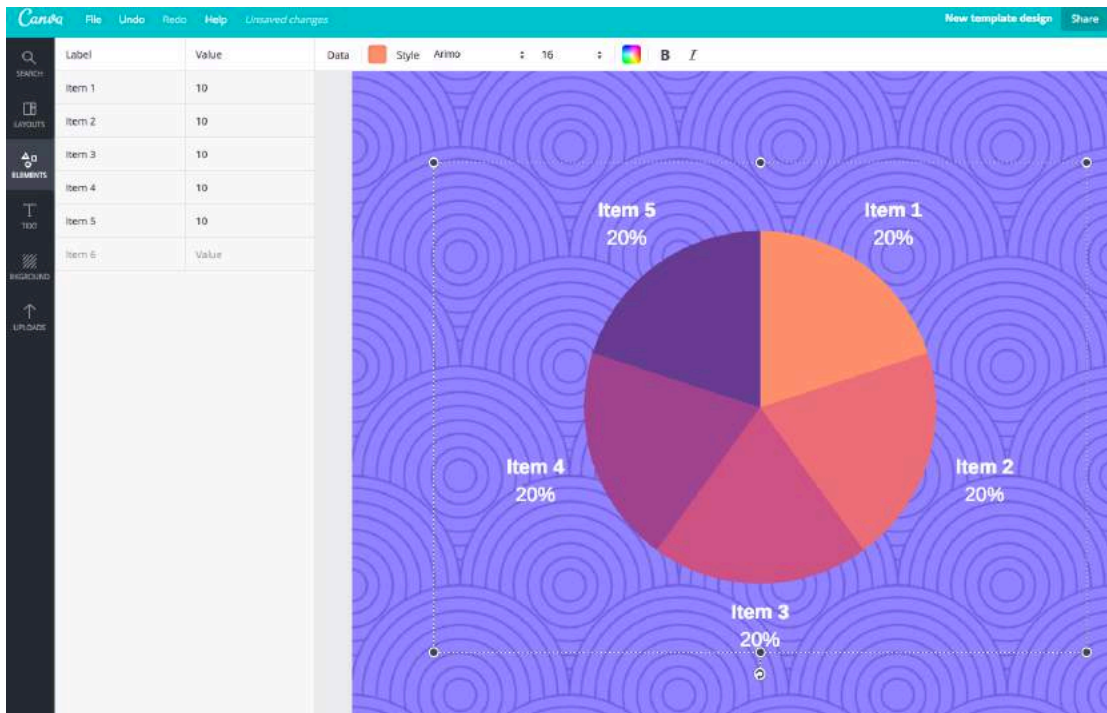 Canva File Undo Redo Help Unsaved changes New template design Share
SEARCH
LAYOUTS
ELEMENTS
TEXT
BKGROUND
UPLOADS
Label Value
Item 1 10
Item 2 10
Item 3 10
Item 4 10
Item 5 10
Item 6 Value
Data Style Arimo 16 B I
Item 5
20%
Item 1
20%
Item 4
20%
Item 2
20%
Item 3
20%